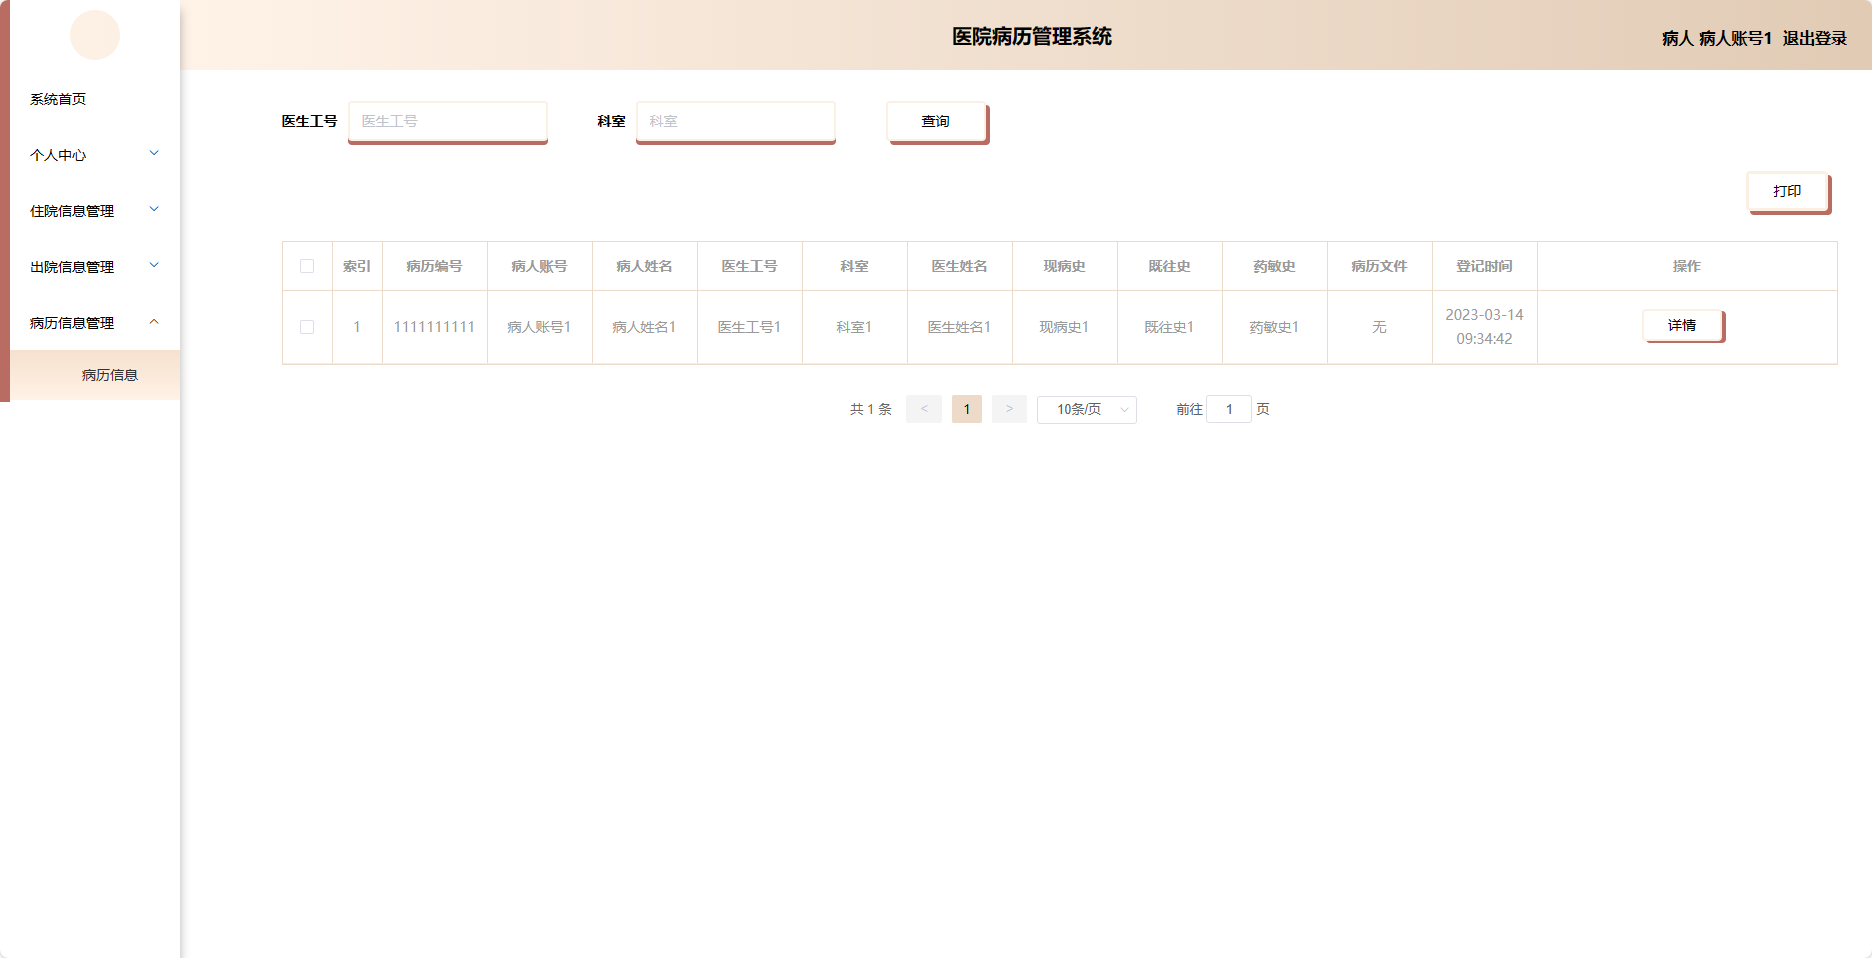 医院病历管理系统
病人 病人账号1 退出登录
系统首页
个人中心
住院信息管理
出院信息管理
病历信息管理
病历信息
医生工号 医生工号 科室 科室 查询
打印
索引 病历编号 病人账号 病人姓名 医生工号 科室 医生姓名 现病史 既往史 药敏史 病历文件 登记时间 操作
1 1111111111 病人账号1 病人姓名1 医生工号1 科室1 医生姓名1 现病史1 既往史1 药敏史1 无 2023-03-14 详情
09:34:42
共 1 条 < 1 > 10条/页 前往 1 页